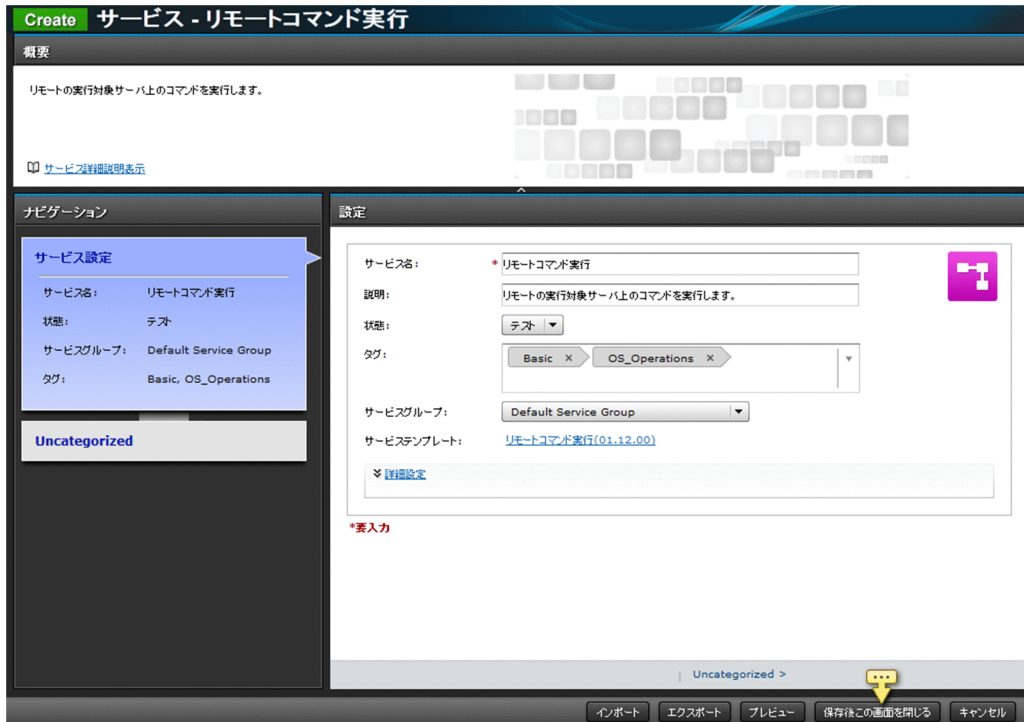 Create サービス - リモートコマンド実行
概要
リモートの実行対象サーバ上のコマンドを実行します。
サービス詳細説明表示
ナビゲーション
サービス設定
サービス名: リモートコマンド実行
状態: テスト
サービスグループ: Default Service Group
タグ: Basic, OS_Operations
Uncategorized
設定
サービス名: * リモートコマンド実行
説明: リモートの実行対象サーバ上のコマンドを実行します。
状態: テスト
タグ: Basic × OS_Operations ×
サービスグループ: Default Service Group
サービステンプレート: リモートコマンド実行(01.12.00)
詳細設定
*要入力
Uncategorized >
インポート エクスポート プレビュー 保存後この画面を閉じる キャンセル